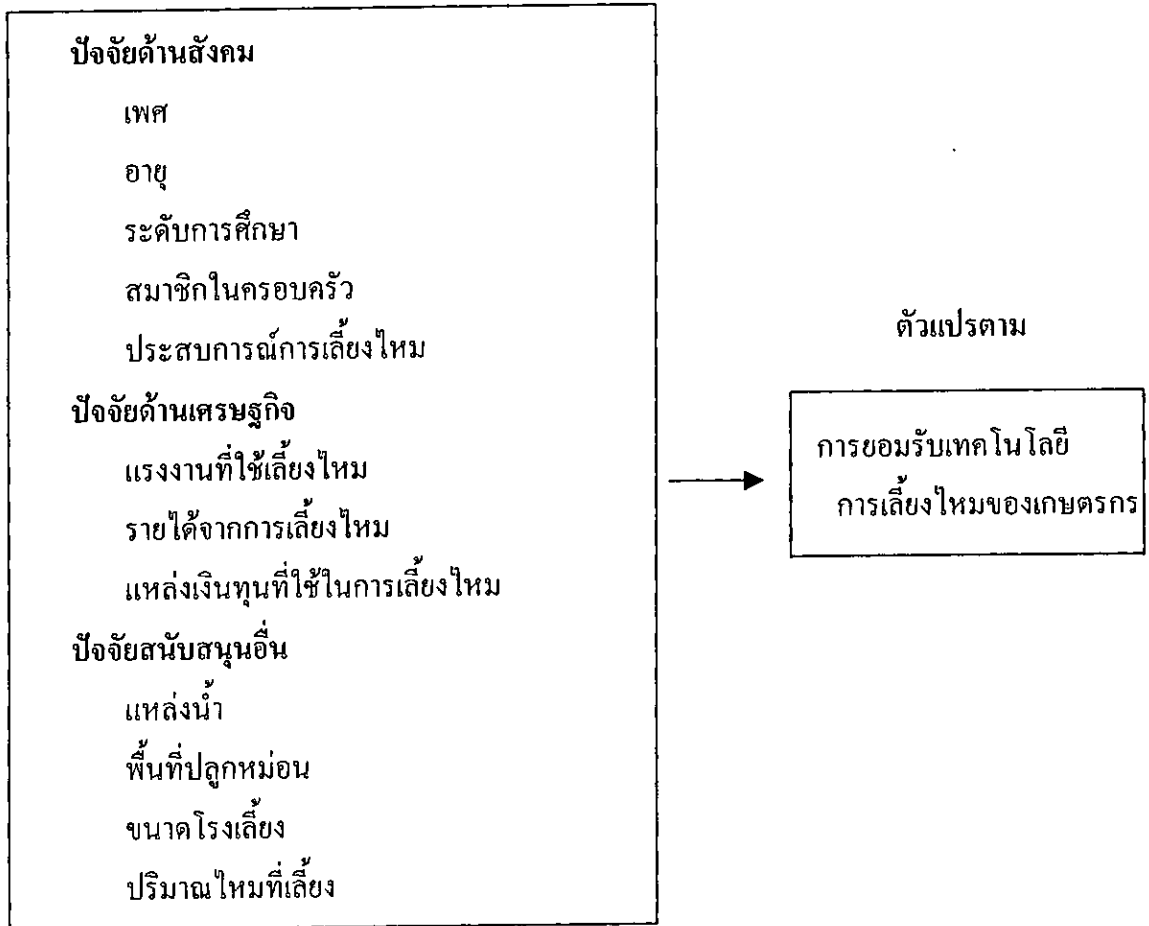 ปัจจัยด้านสังคม
เพศ
อายุ
ระดับการศึกษา
สมาชิกในครอบครัว
ประสบการณ์การเลี้ยงไหม
ปัจจัยด้านเศรษฐกิจ
แรงงานที่ใช้เลี้ยงไหม
รายได้จากการเลี้ยงไหม
แหล่งเงินทุนที่ใช้ในการเลี้ยงไหม
ปัจจัยสนับสนุนอื่น
แหล่งน้ำ
พื้นที่ปลูกหม่อน
ขนาดโรงเลี้ยง
ปริมาณไหมที่เลี้ยง
ตัวแปรตาม
การยอมรับเทคโนโลยี
การเลี้ยงไหมของเกษตรกร